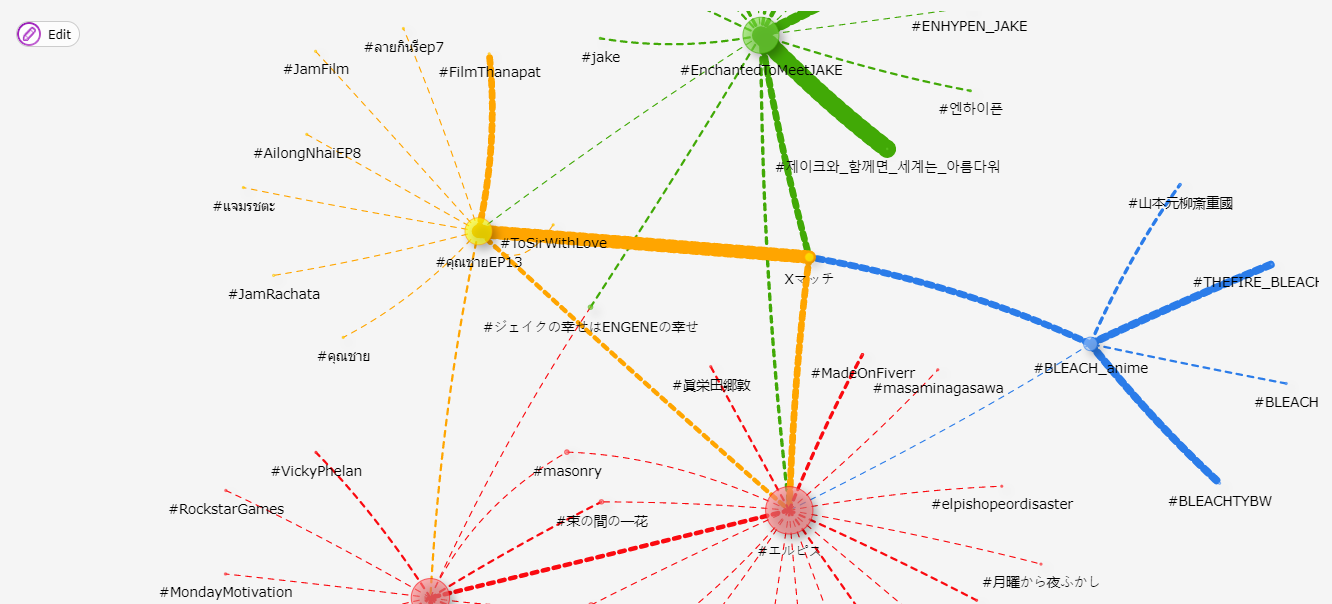 Edit
#ENHYPEN_JAKE
#ลายกินรีep7
#jake
#JamFilm
#FilmThanapat
#EnchantedToMeetJAKE
#엔하이픈
#AilongNhaiEP8
#제이크와_함께면_세계는_아름다워
#แจมรชตะ
#山本元柳斎重國
#ToSirWithLove
#คุณชายEP13
Xマッチ
#THEFIRE_BLEACH
#JamRachata
#ジェイクの幸せはENGENEの幸せ
#คุณชาย
#BLEACH_anime
#MadeOnFiverr
#眞栄田郷敦
#masaminagasawa
#BLEACH
#VickyPhelan
#masonry
#BLEACHTYBW
#RockstarGames
#elpishopeordisaster
#束の間の一花
#エルピス
#月曜から夜ふかし
#MondayMotivation